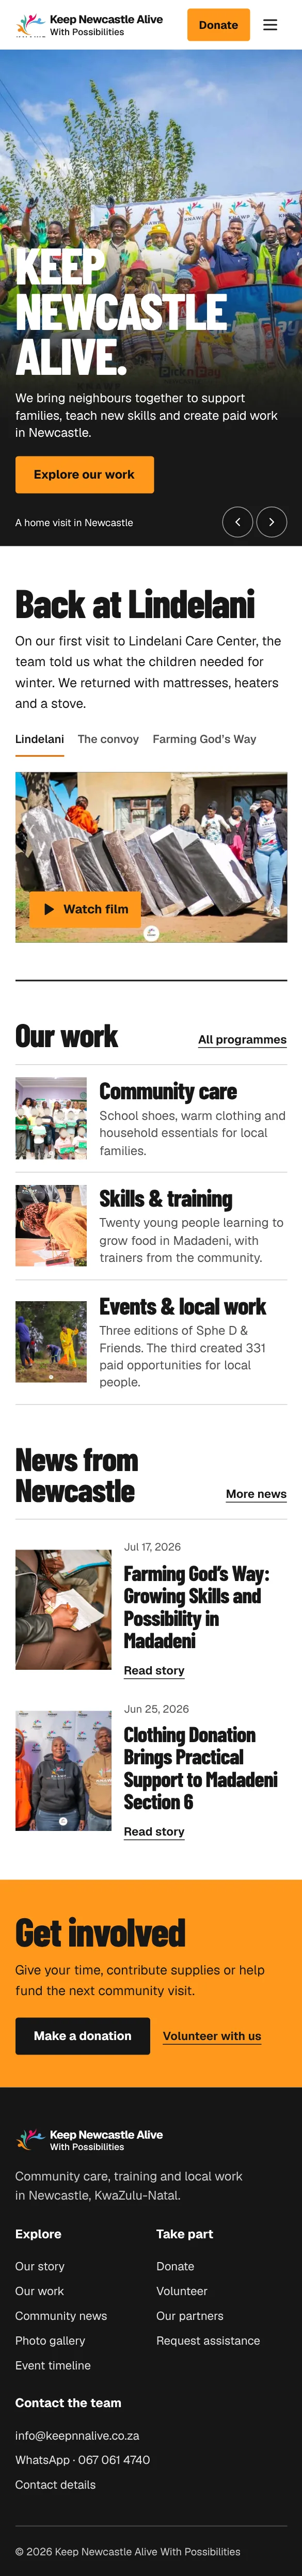 Keep Newcastle Alive
With Possibilities
Donate
KEEP
NEWCASTLE
ALIVE.
We bring neighbours together to support
families, teach new skills and create paid work
in Newcastle.
Explore our work
A home visit in Newcastle
Back at Lindelani
On our first visit to Lindelani Care Center, the
team told us what the children needed for
winter. We returned with mattresses, heaters
and a stove.
Lindelani The convoy Farming God's Way
Watch film
Our work
All programmes
Community care
School shoes, warm clothing and
household essentials for local
families.
Skills & training
Twenty young people learning to
grow food in Madadeni, with
trainers from the community.
Events & local work
Three editions of Sphe D &
Friends. The third created 331
paid opportunities for local
people.
News from
Newcastle
More news
Jul 17, 2026
Farming God's Way:
Growing Skills and
Possibility in
Madadeni
Read story
Jun 25, 2026
Clothing Donation
Brings Practical
Support to Madadeni
Section 6
Read story
Get involved
Give your time, contribute supplies or help
fund the next community visit.
Make a donation
Volunteer with us
Keep Newcastle Alive
With Possibilities
Community care, training and local work
in Newcastle, KwaZulu-Natal.
Explore
Our story
Our work
Community news
Photo gallery
Event timeline
Take part
Donate
Volunteer
Our partners
Request assistance
Contact the team
info@keepnnalive.co.za
WhatsApp · 067 061 4740
Contact details
© 2026 Keep Newcastle Alive With Possibilities